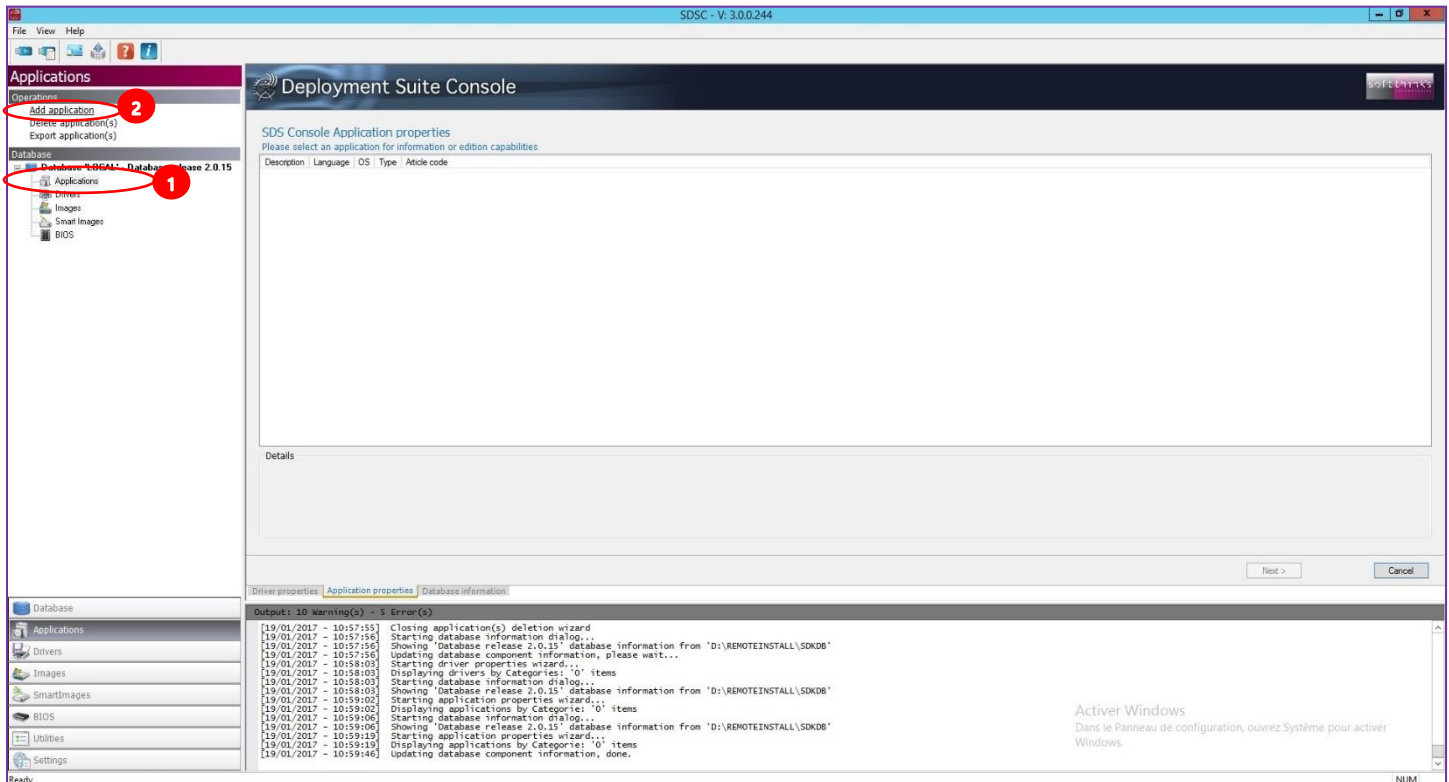 SDSC - V: 3.0.0.244
File View Help
Applications
Operations
Add application
2
Delete application(s)
Export application(s)
Database
Database 'LOCAL' - Database release 2.0.15
Applications
1
Drivers
Images
Smart Images
BIOS
Deployment Suite Console
softthinks
SDS Console Application properties
Please select an application for information or edition capabilities
Description Language OS Type Article code
Details
Next > Cancel
Driver properties Application properties Database information
Database
Applications
Drivers
Images
SmartImages
BIOS
Utilities
Settings
Output: 10 Warning(s) - 5 Error(s)
[19/01/2017 - 10:57:55] Closing application(s) deletion wizard
[19/01/2017 - 10:57:56] Starting database information dialog...
[19/01/2017 - 10:57:56] Showing 'Database release 2.0.15' database information from 'D:\REMOTEINSTALL\SDKDB'
[19/01/2017 - 10:57:56] Updating database component information, please wait...
[19/01/2017 - 10:58:03] Starting driver properties wizard...
[19/01/2017 - 10:58:03] Displaying drivers by Categories: '0' items
[19/01/2017 - 10:58:03] Starting database information dialog...
[19/01/2017 - 10:58:03] Showing 'Database release 2.0.15' database information from 'D:\REMOTEINSTALL\SDKDB'
[19/01/2017 - 10:59:02] Starting application properties wizard...
[19/01/2017 - 10:59:02] Displaying applications by Categorie: '0' items
[19/01/2017 - 10:59:06] Starting database information dialog...
[19/01/2017 - 10:59:06] Showing 'Database release 2.0.15' database information from 'D:\REMOTEINSTALL\SDKDB'
[19/01/2017 - 10:59:19] Starting application properties wizard...
[19/01/2017 - 10:59:19] Displaying applications by Categorie: '0' items
[19/01/2017 - 10:59:46] Updating database component information, done.
Activer Windows
Dans le Panneau de configuration, ouvrez Système pour activer
Windows.
Ready
NUM